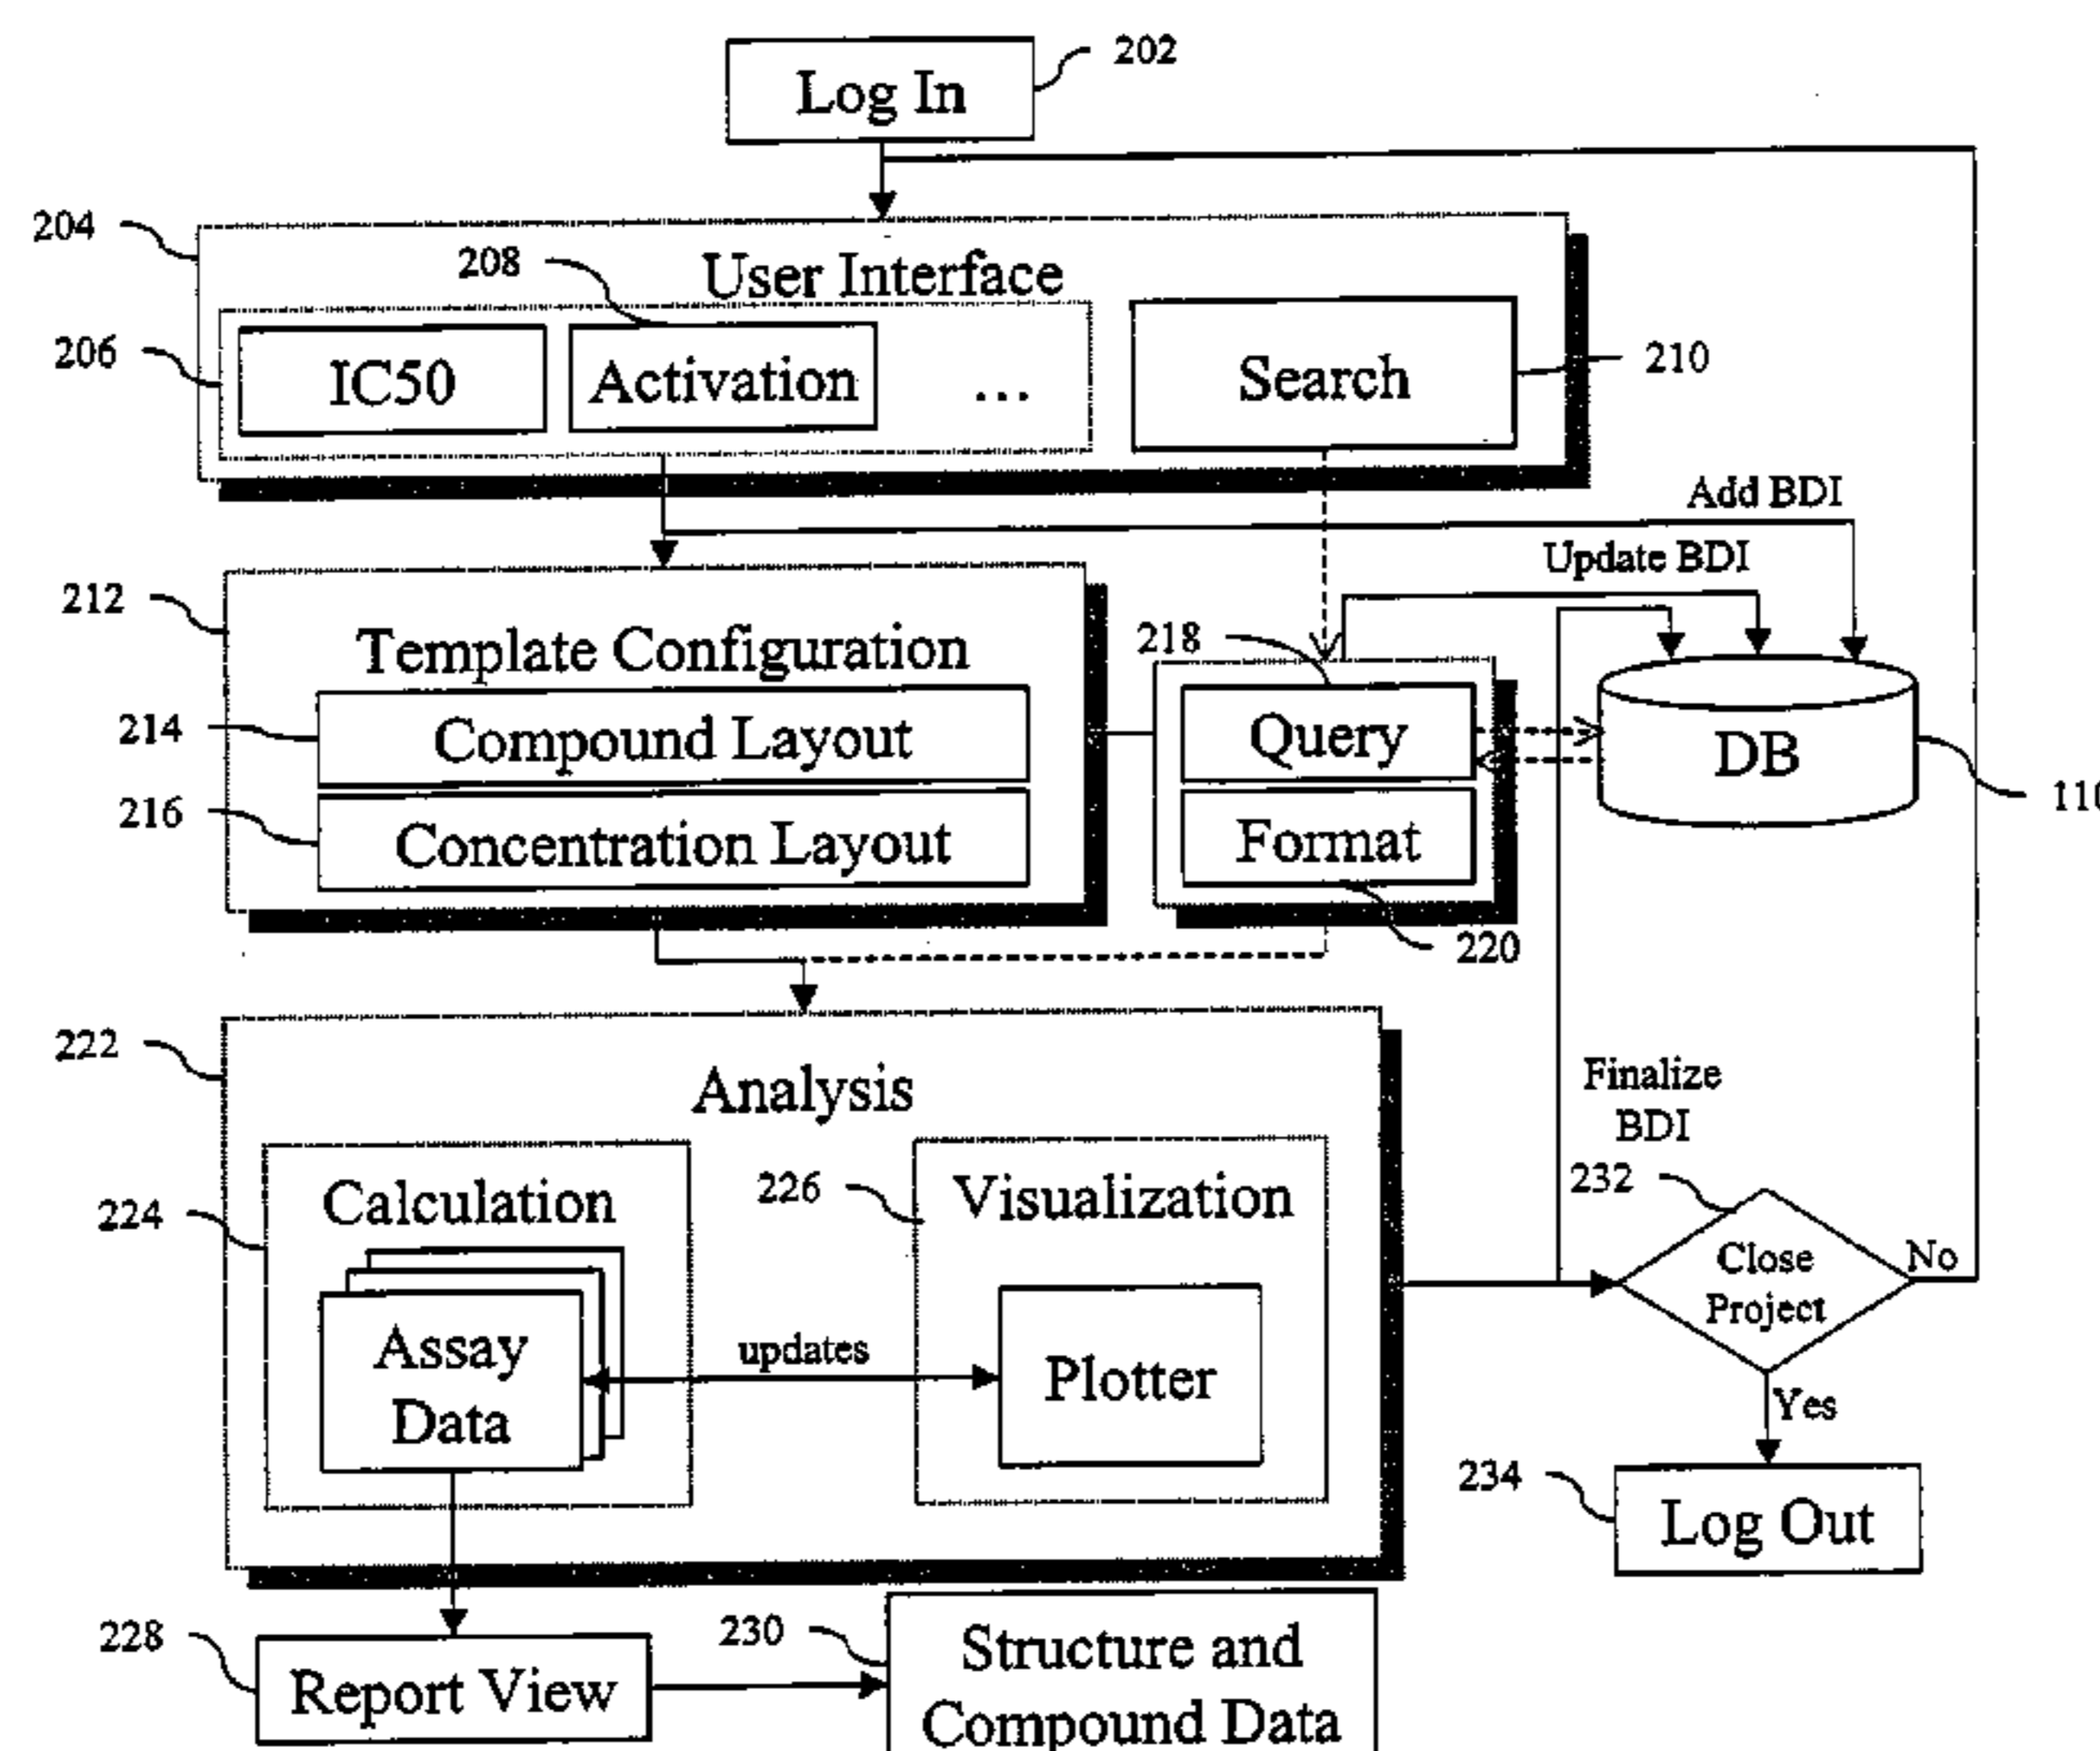 Log In
202
204
User Interface
208
206
IC50
Activation
...
Search
210
Add BDI
Update BDI
212
Template Configuration
214
Compound Layout
216
Concentration Layout
218
Query
Format
220
DB
222
Analysis
224
Calculation
Assay
Data
updates
226
Visualization
Plotter
Finalize
BDI
232
Close
Project
No
Yes
234
Log Out
228
Report View
230
Structure and
Compound Data